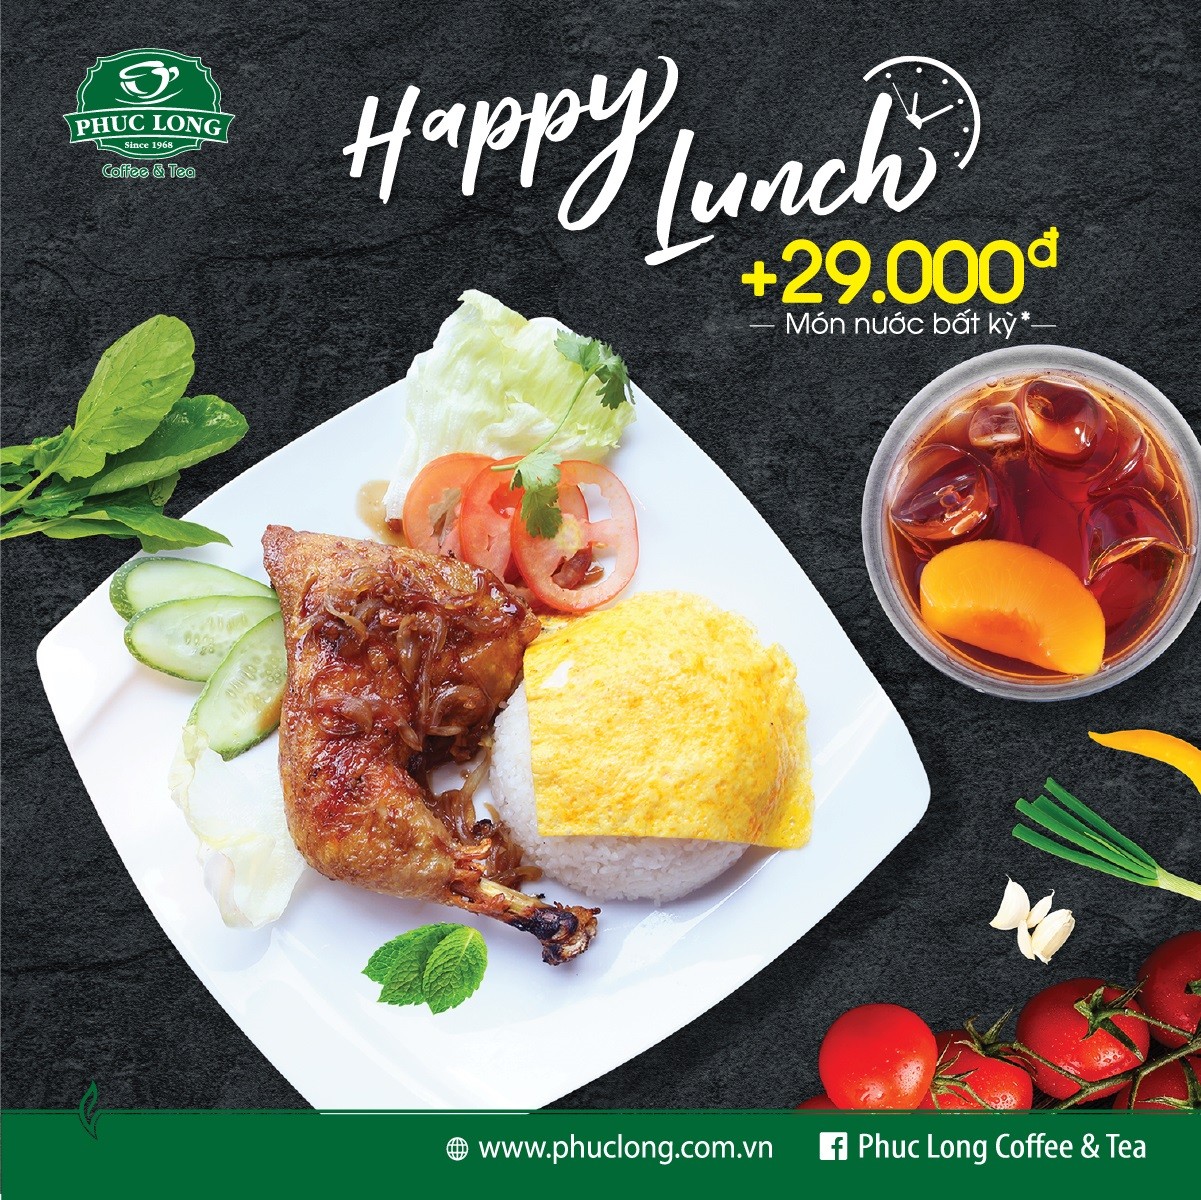 PHUC LONG
Since 1968
Coffee & Tea
Happy
Lunch
+29.000đ
Món nước bất kỳ*
www.phuclong.com.vn
Phuc Long Coffee & Tea